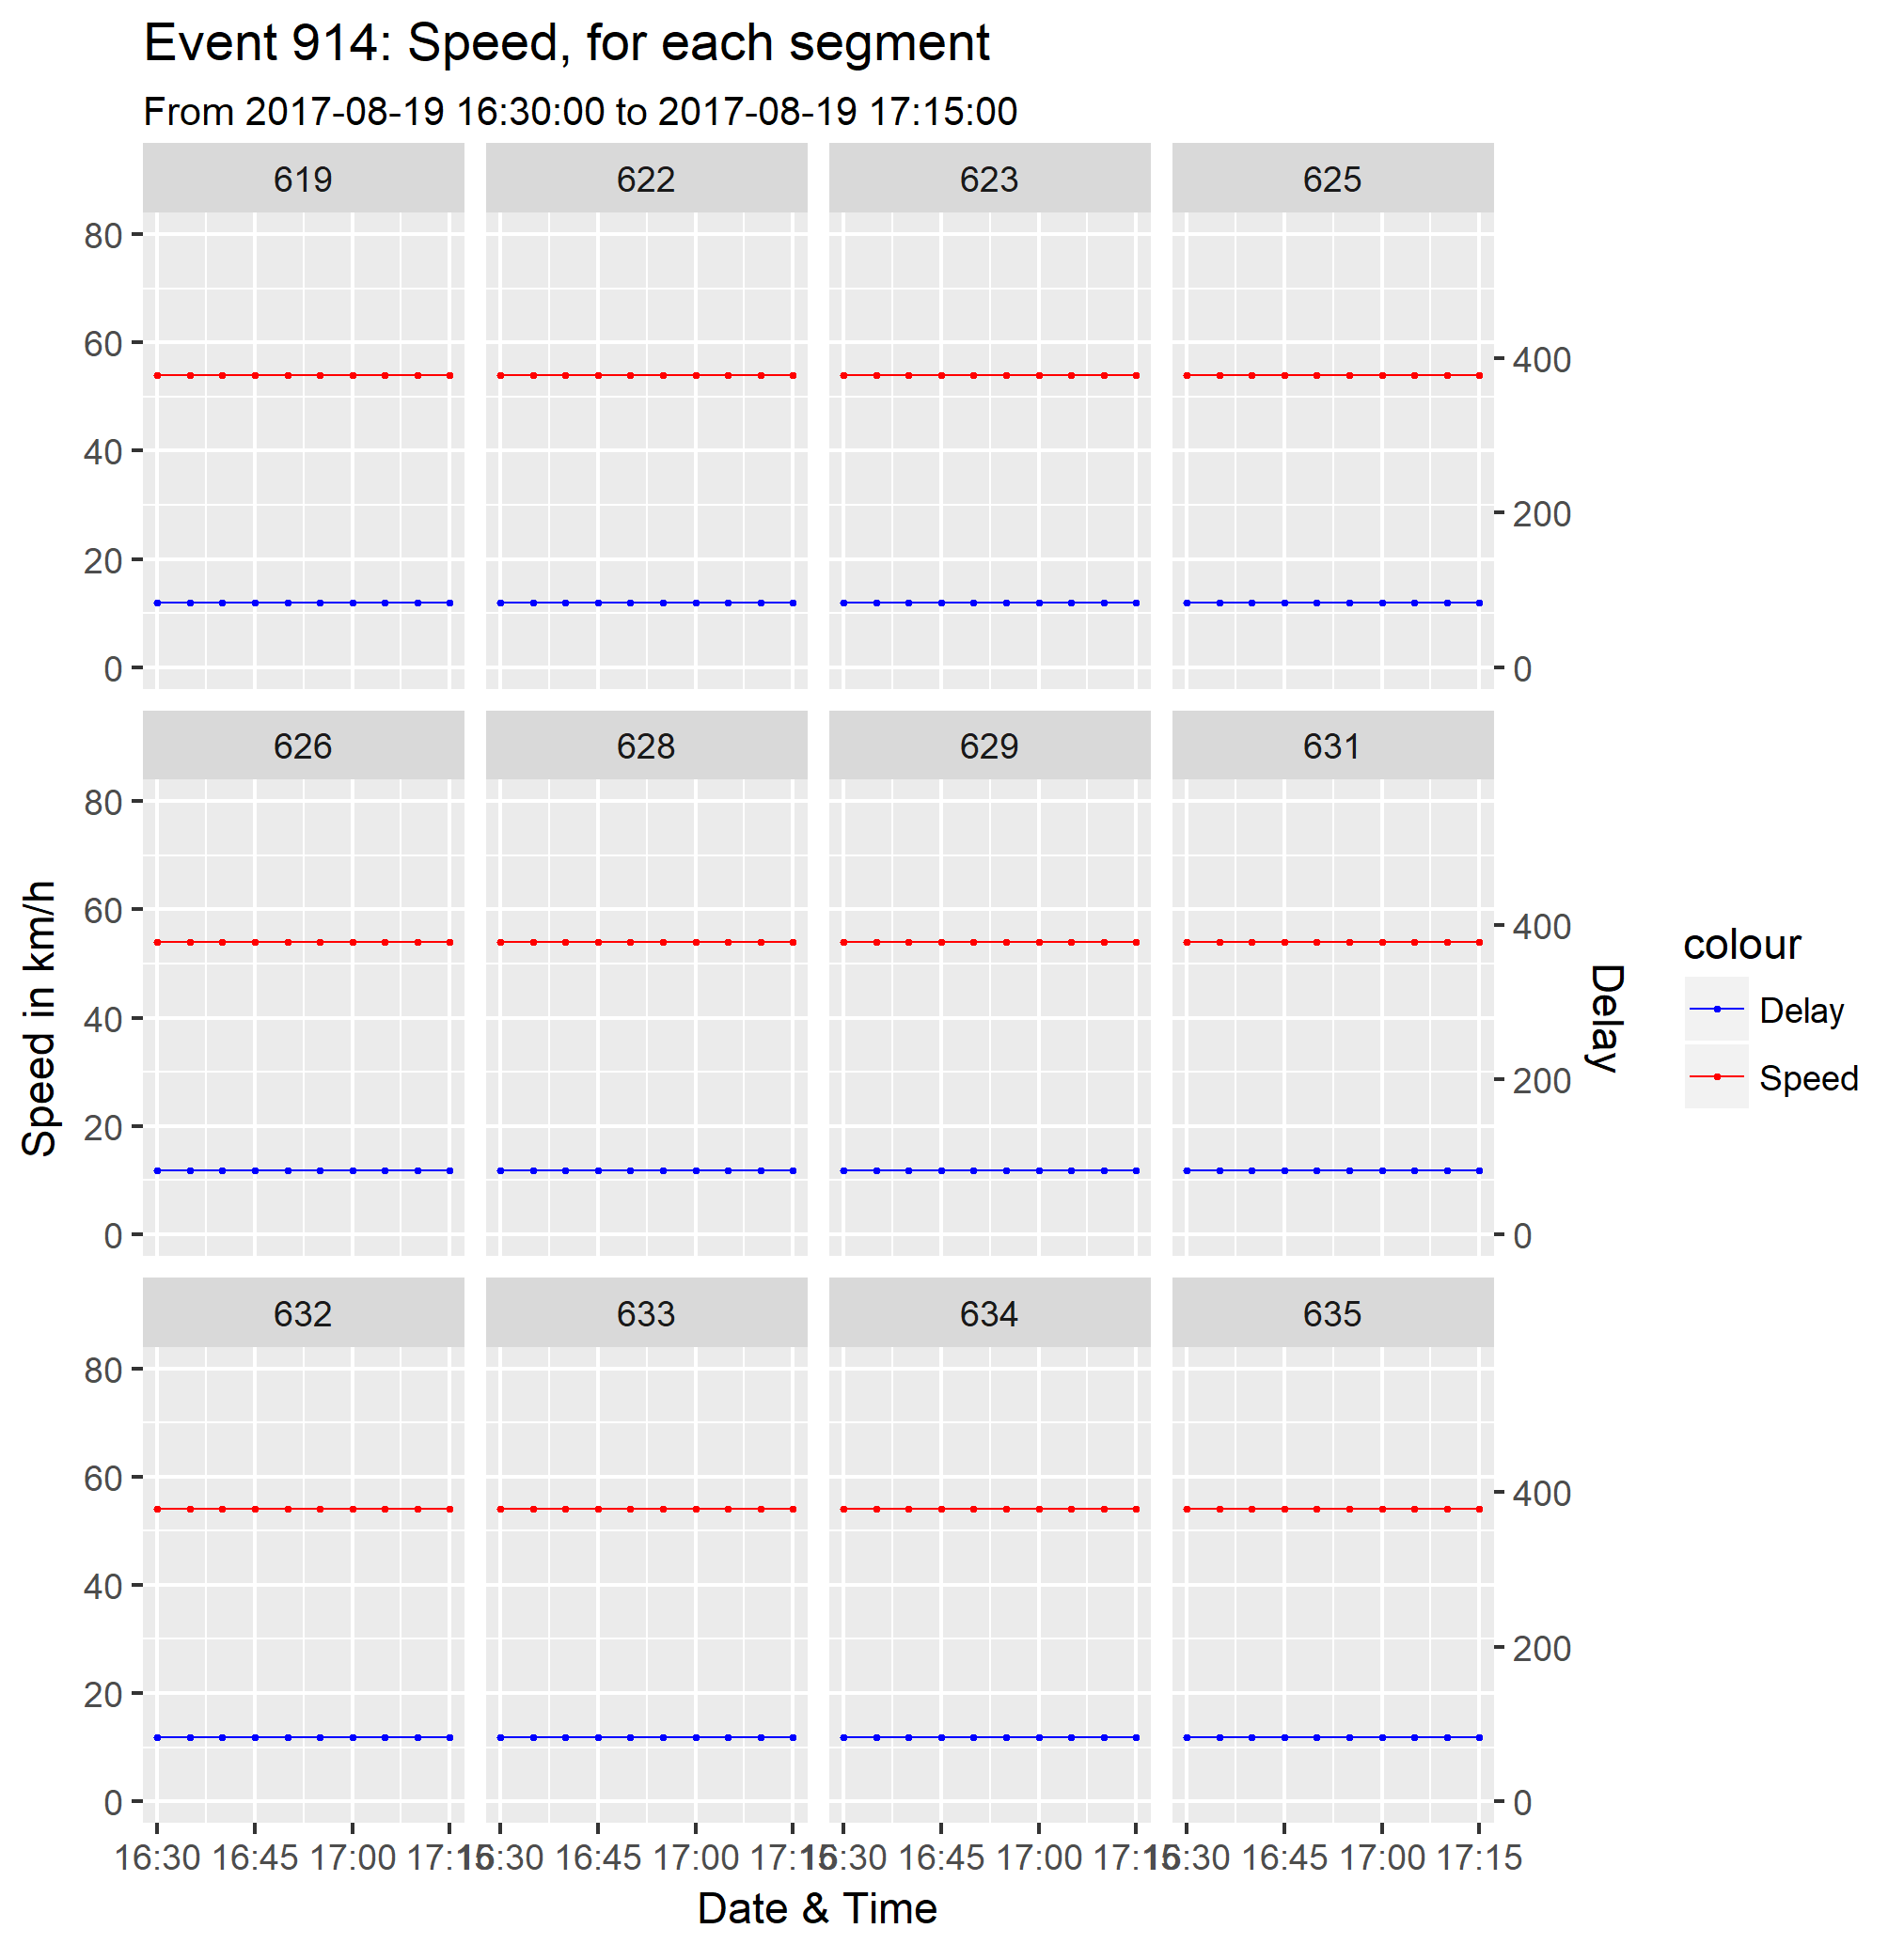 Event 914: Speed, for each segment
From 2017-08-19 16:30:00 to 2017-08-19 17:15:00
619 622 623 625
80
60
40
20
0
400
200
0
626 628 629 631
80
60
40
20
0
400
200
0
Speed in km/h
Delay
colour
Delay
Speed
632 633 634 635
80
60
40
20
0
400
200
0
16:30 16:45 17:00 17:15 16:30 16:45 17:00 17:15 16:30 16:45 17:00 17:15 16:30 16:45 17:00 17:15
Date & Time